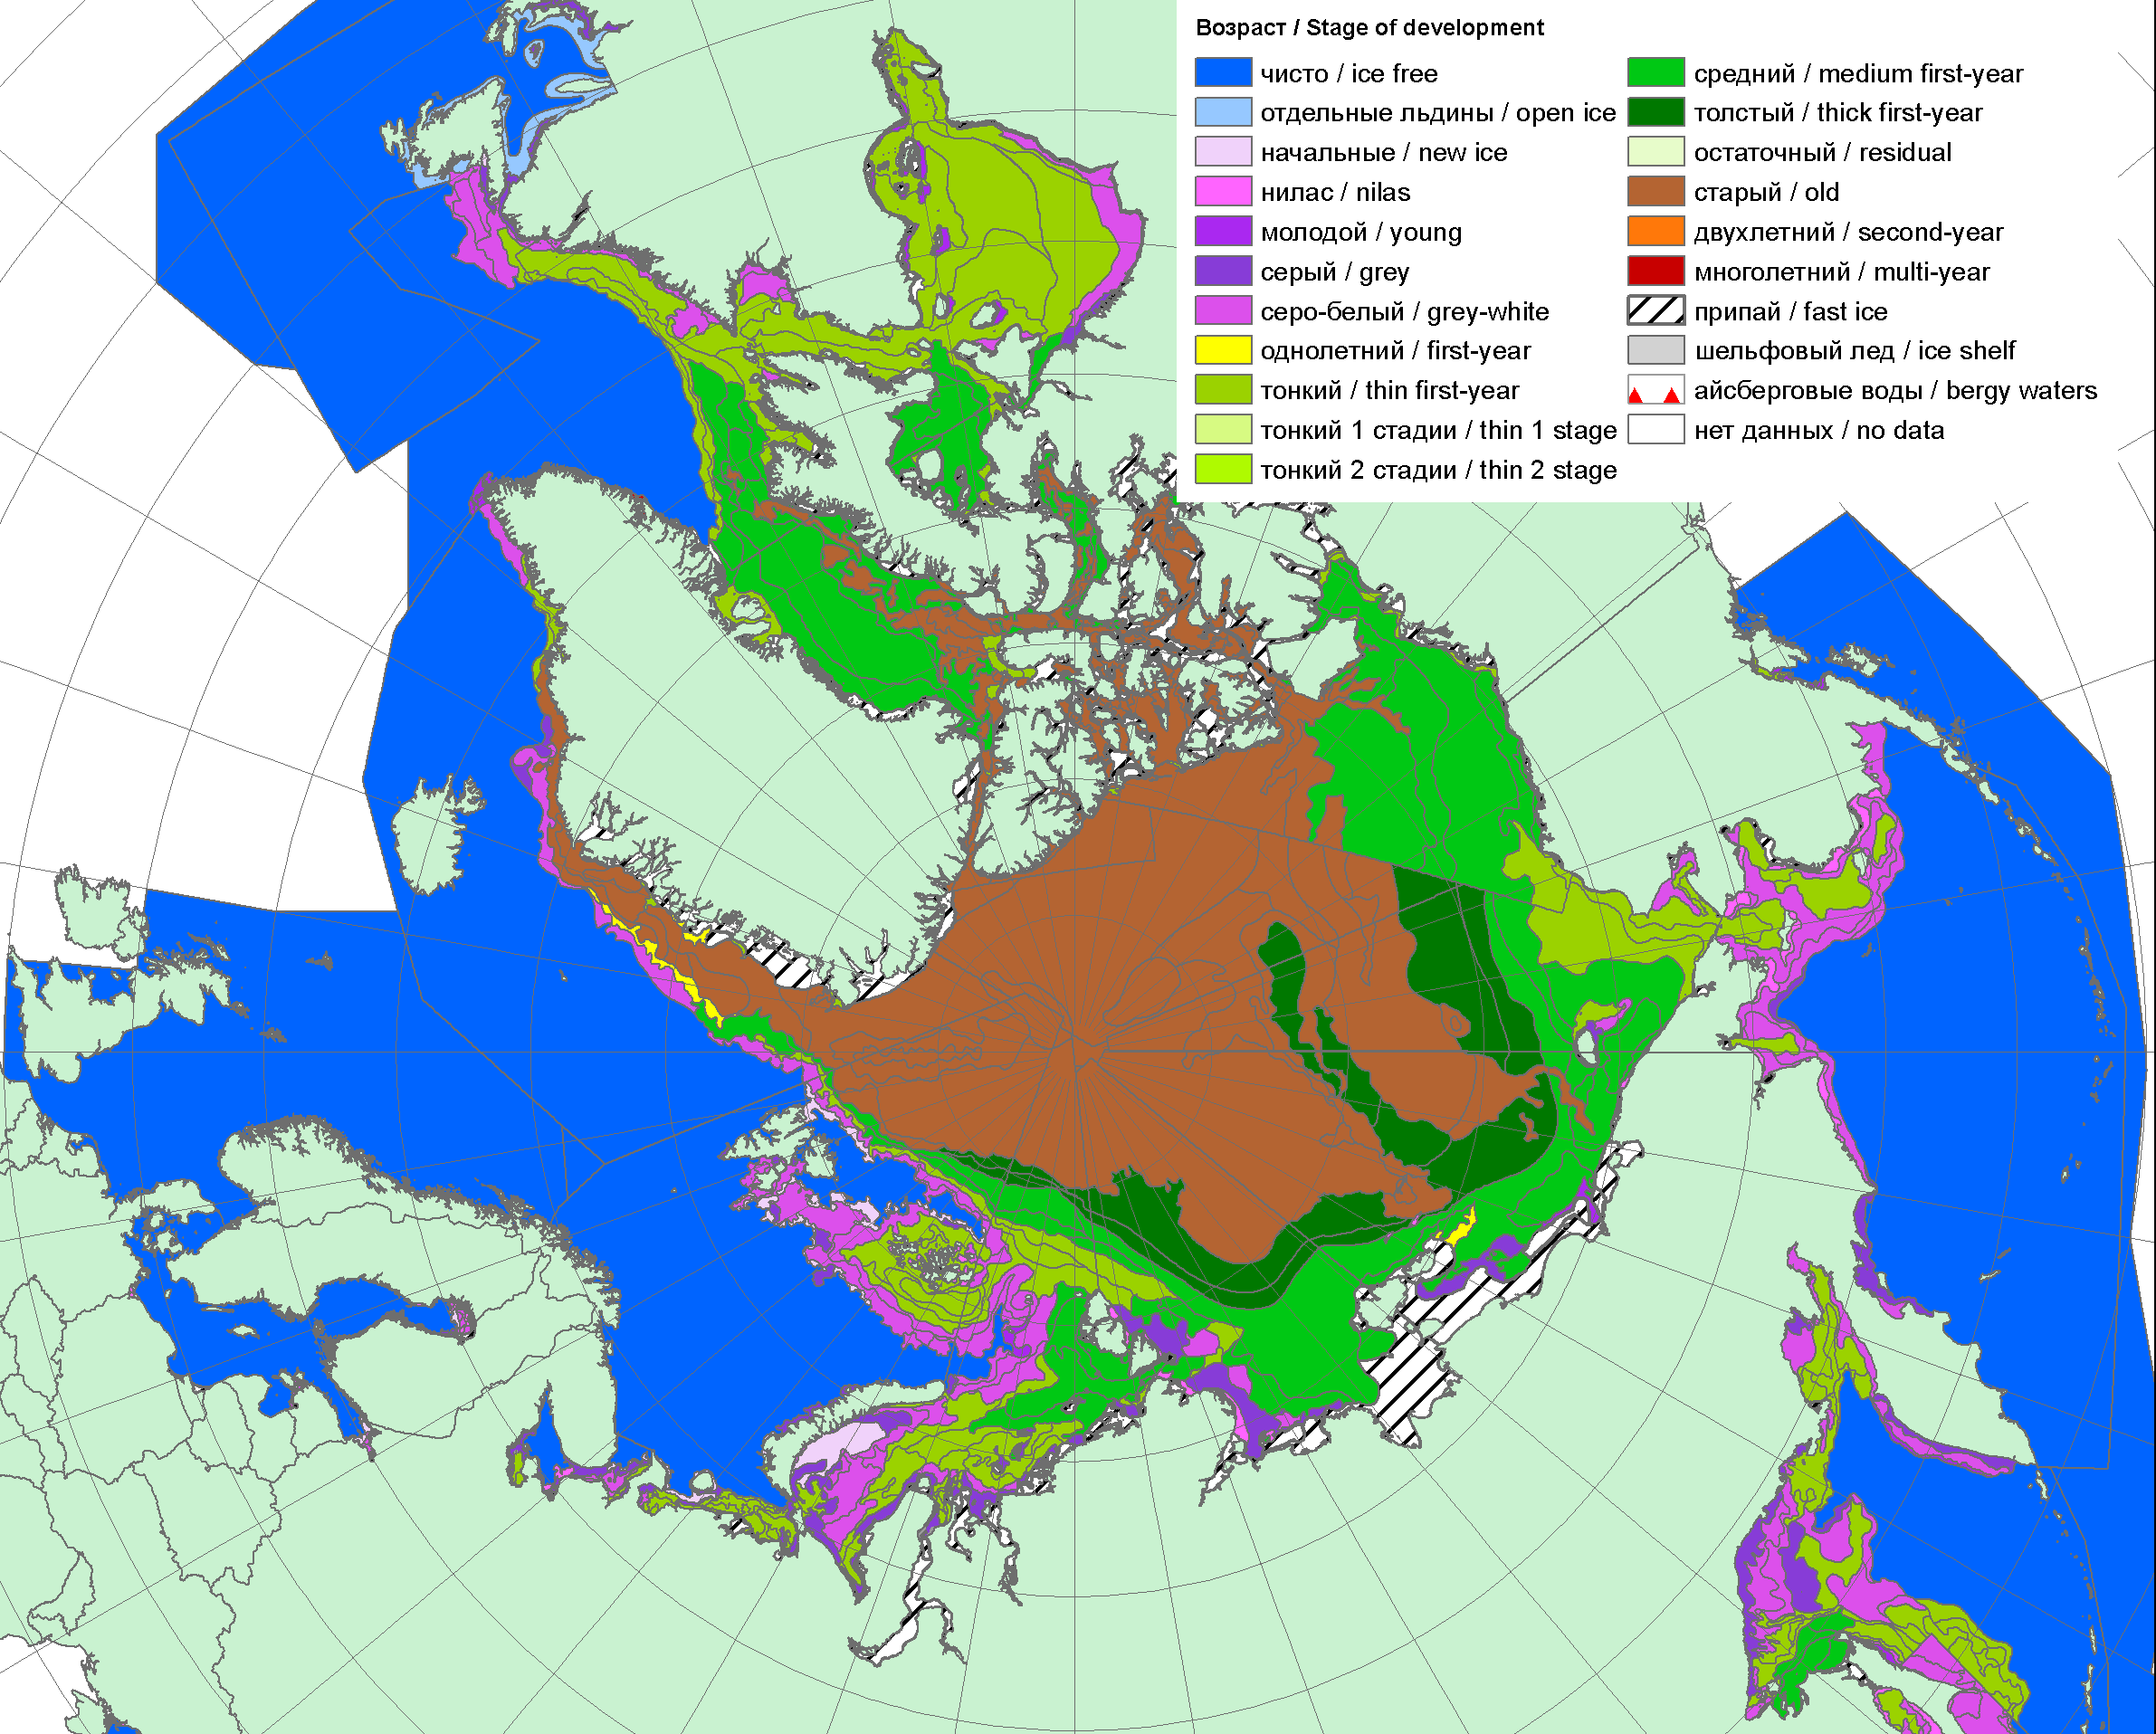 Возраст / Stage of development
чисто / ice free
отдельные льдины / open ice
начальные / new ice
нилас / nilas
молодой / young
серый / grey
серо-белый / grey-white
однолетний / first-year
тонкий / thin first-year
тонкий 1 стадии / thin 1 stage
тонкий 2 стадии / thin 2 stage
средний / medium first-year
толстый / thick first-year
остаточный / residual
старый / old
двухлетний / second-year
многолетний / multi-year
припай / fast ice
шельфовый лед / ice shelf
айсберговые воды / bergy waters
нет данных / no data